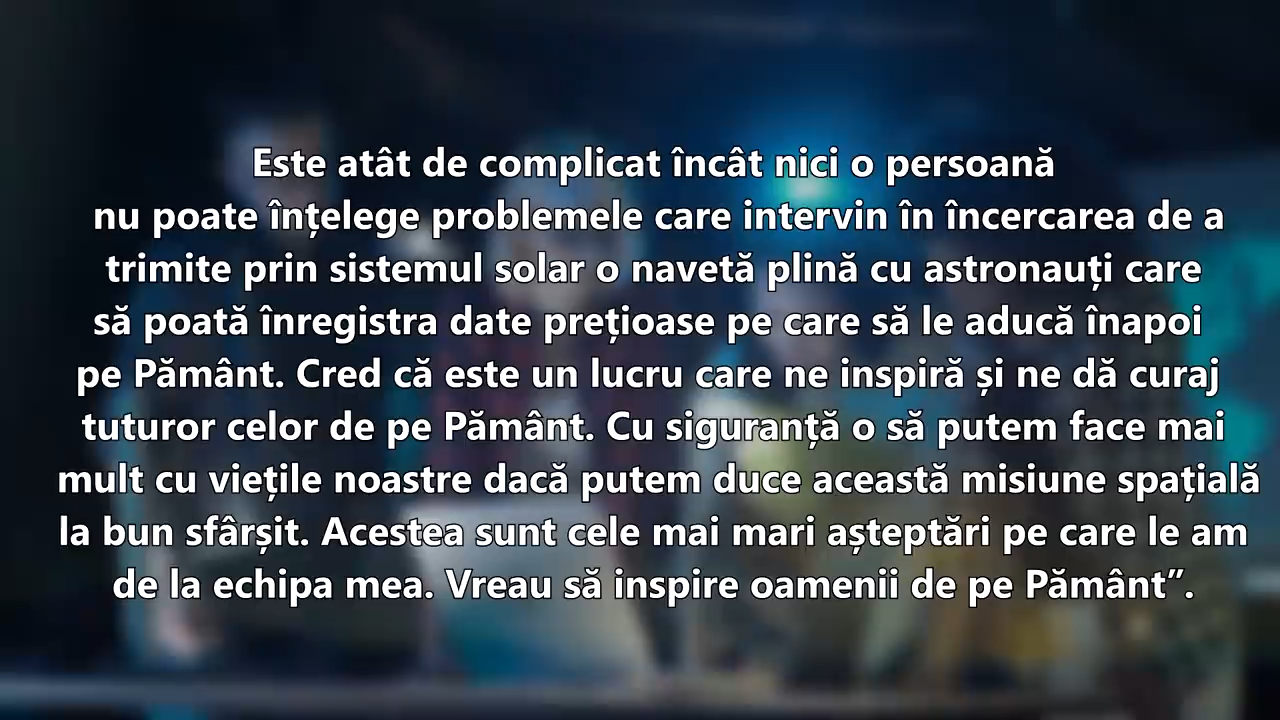 Este atât de complicat încât nici o persoană
nu poate înțelege problemele care intervin în încercarea de a
trimite prin sistemul solar o navetă plină cu astronauți care
să poată înregistra date prețioase pe care să le aducă înapoi
pe Pământ. Cred că este un lucru care ne inspiră și ne dă curaj
tuturor celor de pe Pământ. Cu siguranță o să putem face mai
mult cu viețile noastre dacă putem duce această misiune spațială
la bun sfârșit. Acestea sunt cele mai mari așteptări pe care le am
de la echipa mea. Vreau să inspire oamenii de pe Pământ”.